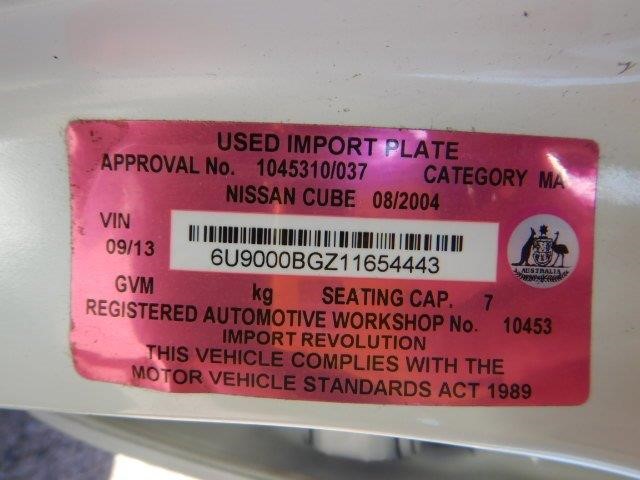 USED IMPORT PLATE
APPROVAL No. 1045310/037 CATEGORY MA
NISSAN CUBE 08/2004
VIN
09/13
6U9000BGZ11654443
AUSTRALIA
GVM kg SEATING CAP. 7
REGISTERED AUTOMOTIVE WORKSHOP No. 10453
IMPORT REVOLUTION
THIS VEHICLE COMPLIES WITH THE
MOTOR VEHICLE STANDARDS ACT 1989